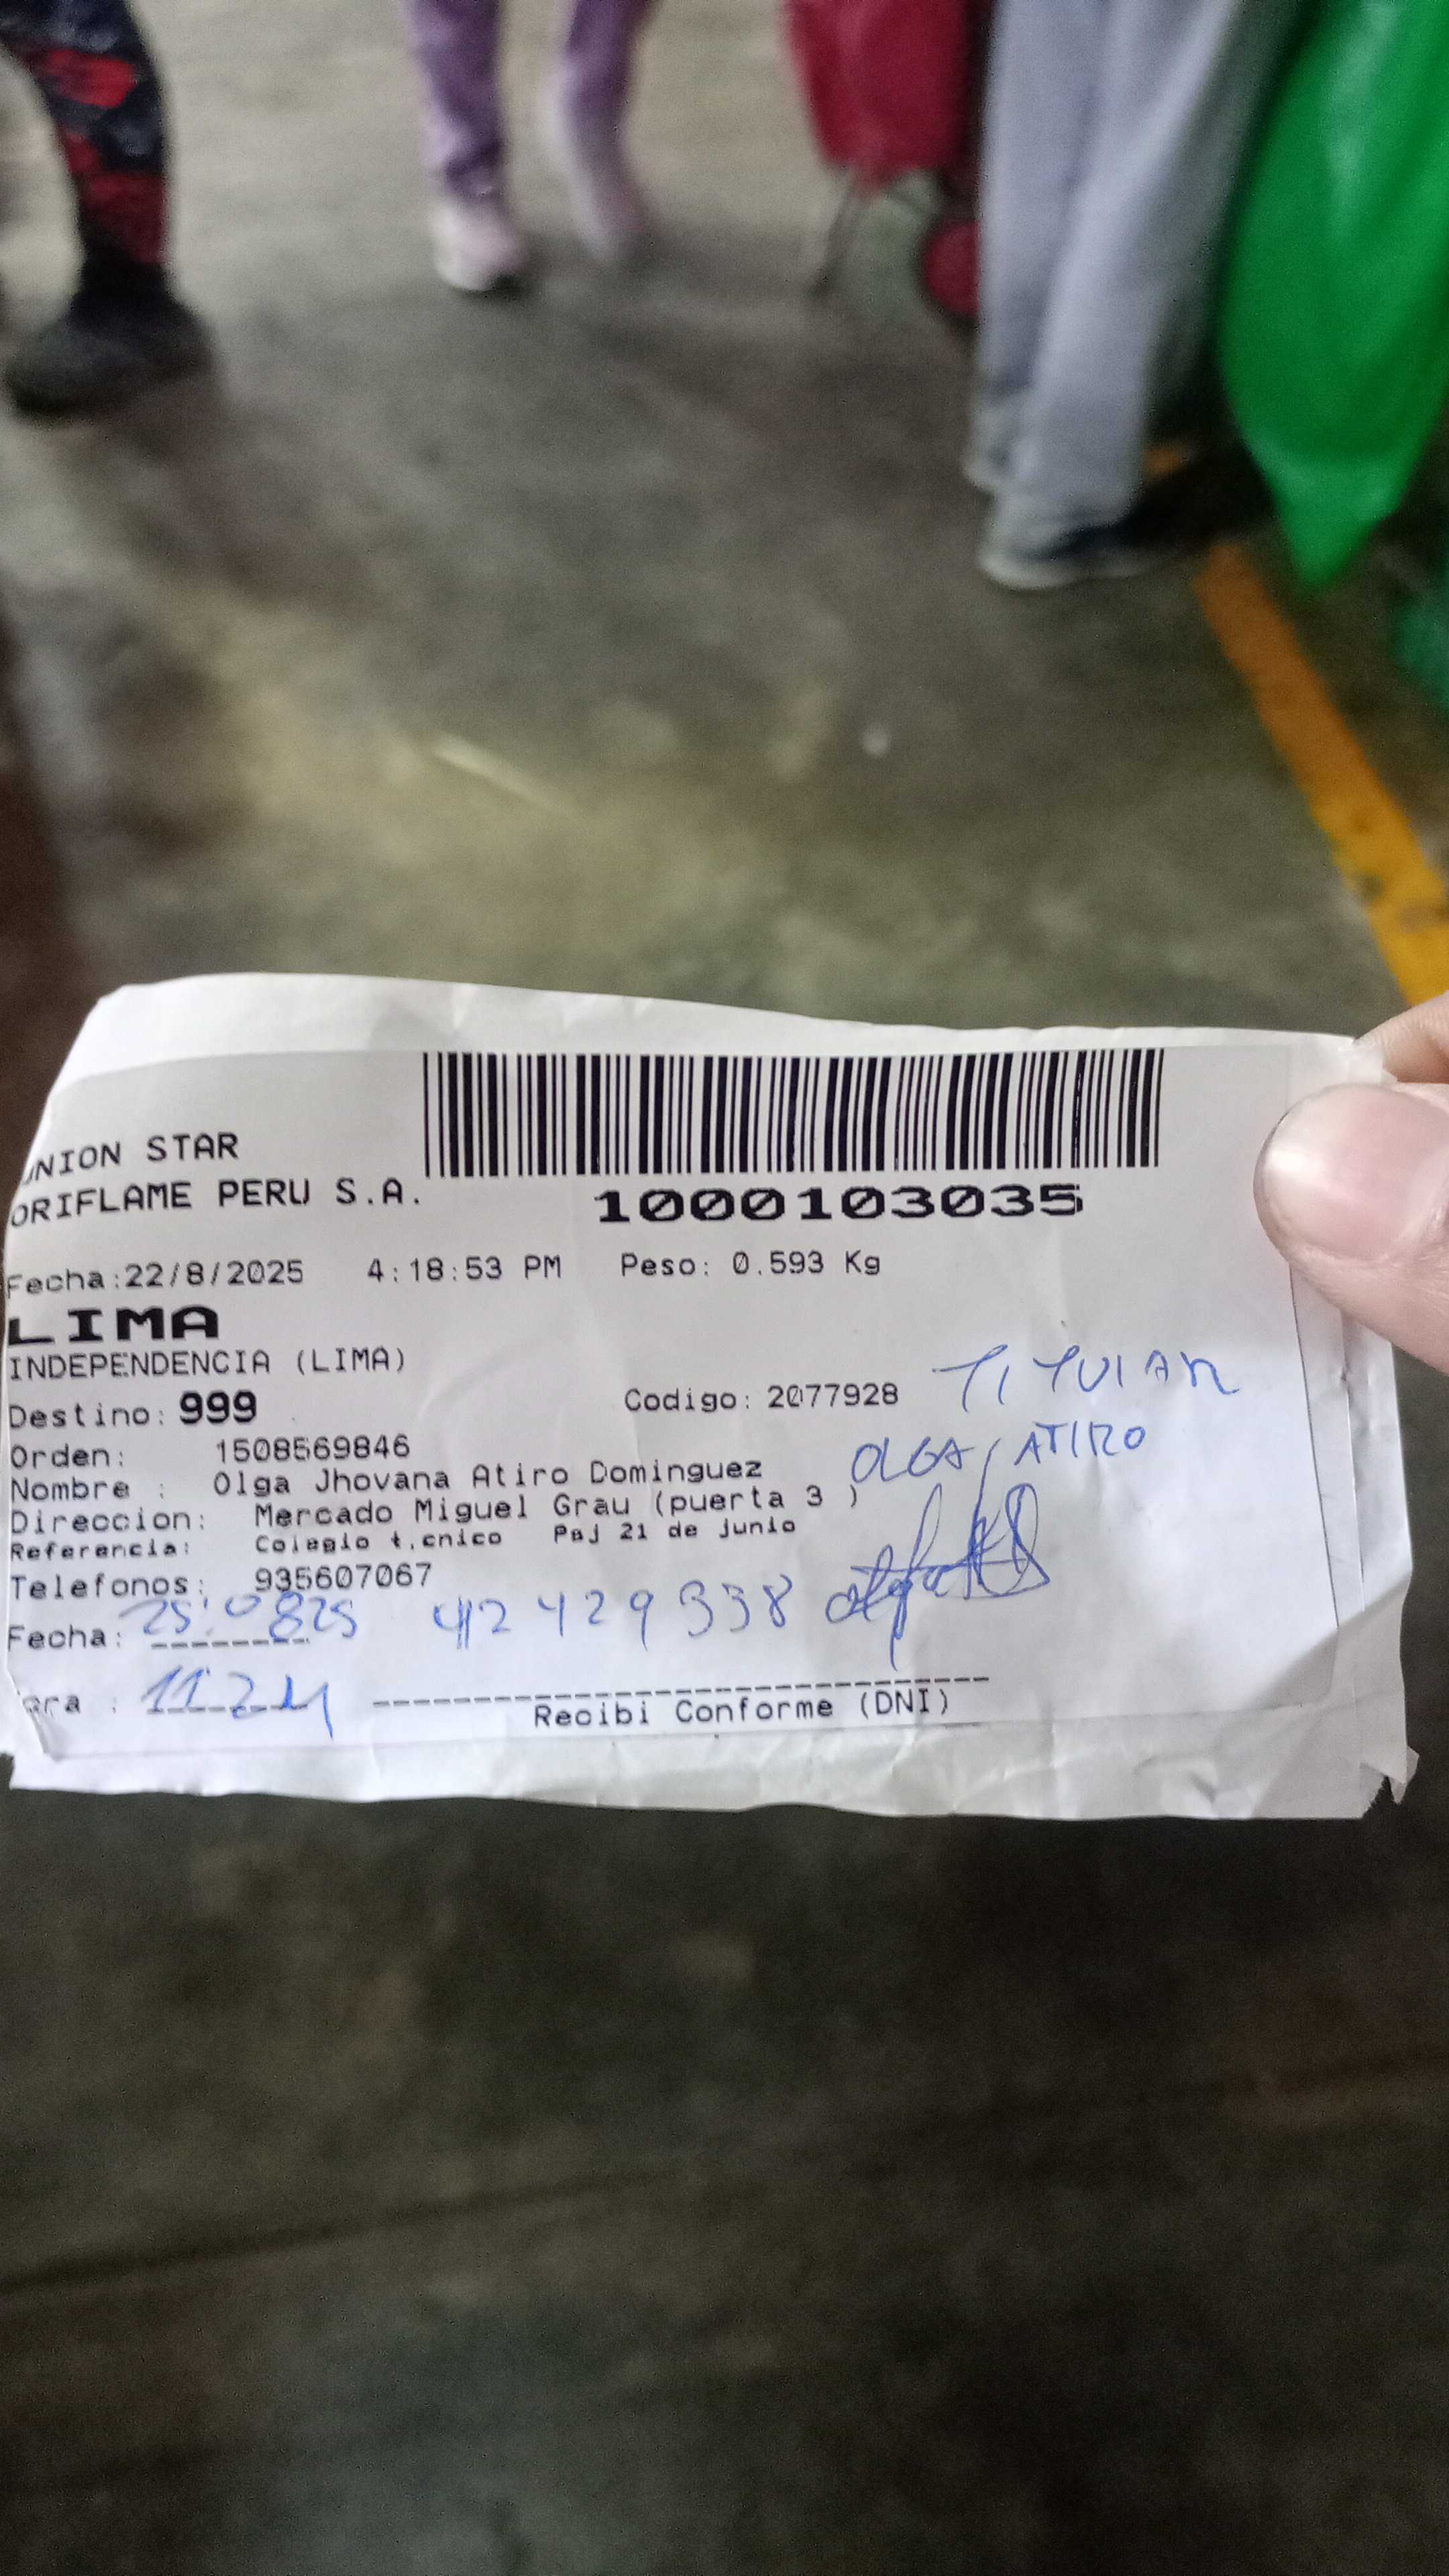 UNION STAR
ORIFLAME PERU S.A.
1000103035
Fecha:22/8/2025 4:18:53 PM Peso: 0.593 Kg
LIMA
INDEPENDENCIA (LIMA)
Destino: 999 Codigo: 2077928 TITULAR
Orden: 1508569846 OLGA ATIRO
Nombre : Olga Jhovana Atiro Dominguez
Direccion: Mercado Miguel Grau (puerta 3 )
Referencia: Colegio t.cnico Psj 21 de junio
Telefonos: 935607067
Fecha: 25 08 25 42429338
ora : 11:24
Recibi Conforme (DNI)